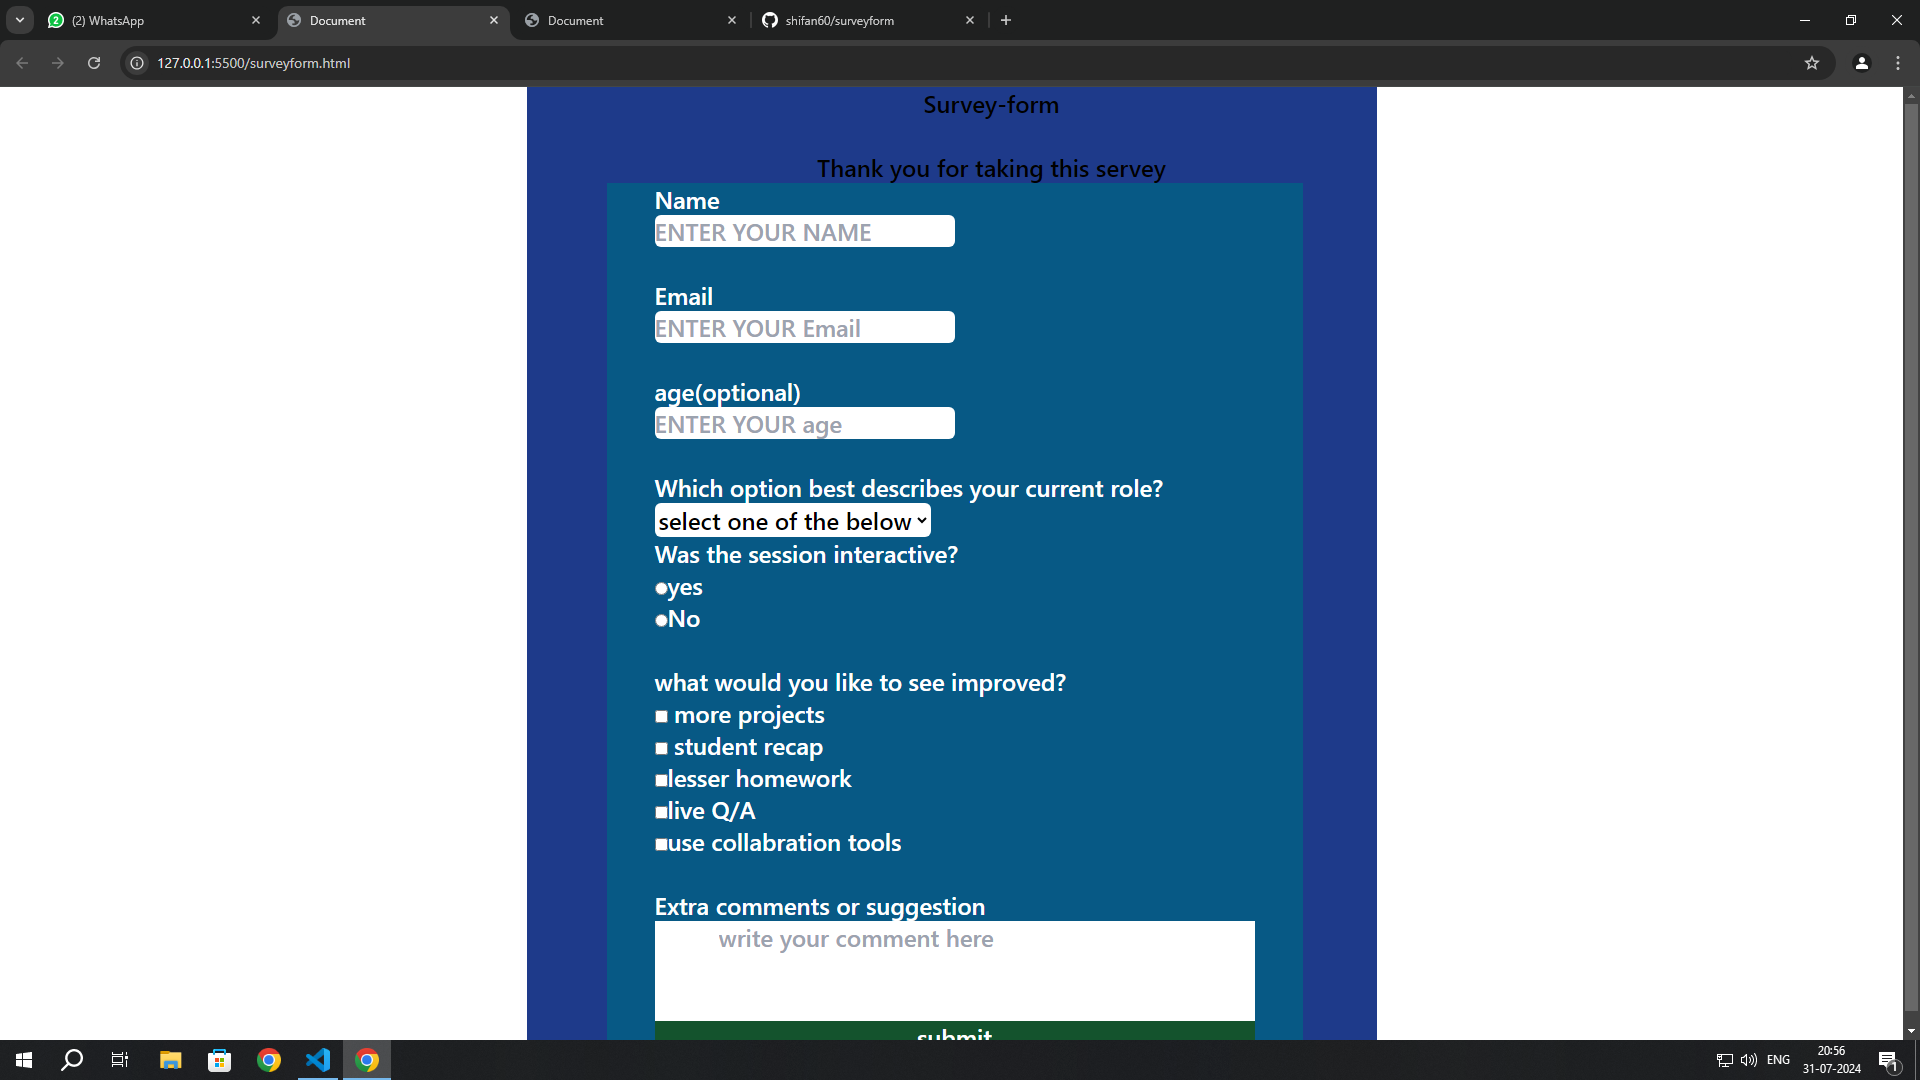 (2) WhatsApp
Document
Document
shifan60/surveyform
127.0.0.1:5500/surveyform.html
Survey-form
Thank you for taking this servey
Name
ENTER YOUR NAME
Email
ENTER YOUR Email
age(optional)
ENTER YOUR age
Which option best describes your current role?
select one of the below
Was the session interactive?
yes
No
what would you like to see improved?
more projects
student recap
lesser homework
live Q/A
use collabration tools
Extra comments or suggestion
write your comment here
submit
ENG
20:56
31-07-2024
1